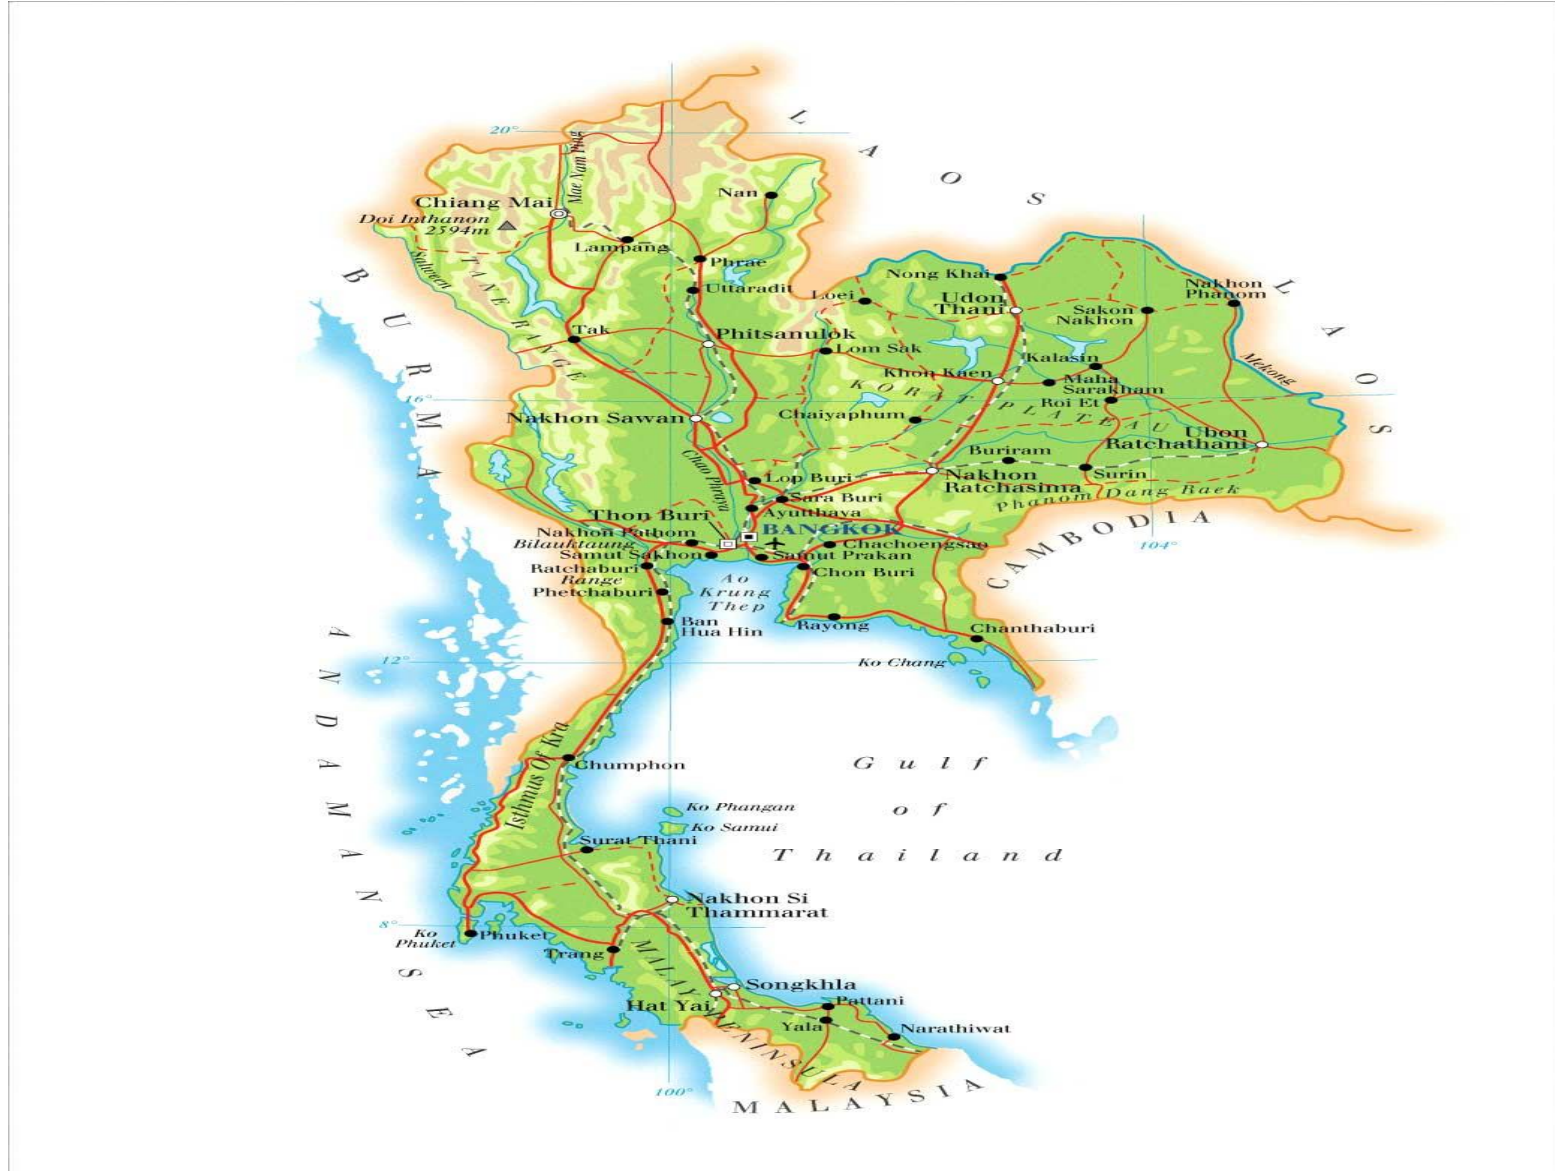 LAOS
20°
Mae Nam Ping
Nan
Chiang Mai
Doi Inthanon
2594m
Lampang
Phrae
Salween
TANE RANGE
BURMA
Uttaradit
Loei
Nong Khai
Udon
Thani
Nakhon
Phanom
Sakon
Nakhon
LAOS
Tak
Phitsanulok
Lom Sak
Kalasin
Khon Kaen
Maha
Sarakham
Mekong
KORAT PLATEAU
16°
Roi Et
Nakhon Sawan
Chaiyaphum
Ubon
Ratchathani
Buriram
Surin
Chao Phraya
Lop Buri
Nakhon
Ratchasima
Sara Buri
Phanom Dang Raek
Ayutthaya
Thon Buri
BANGKOK
CAMBODIA
Nakhon Pathom
Bilauktaung
Samut Sakhon
Chachoengsao
104°
Samut Prakan
Ratchaburi
Range
Chon Buri
Phetchaburi
Ao
Krung
Thep
Ban
Hua Hin
Rayong
Chanthaburi
12°
Ko Chang
ANDAMAN SEA
Isthmus Of Kra
Chumphon
Gulf
of
Thailand
Ko Phangan
Ko Samui
Surat Thani
Nakhon Si
Thammarat
8°
Ko
Phuket
Phuket
Trang
MALAY PENINSULA
Songkhla
Hat Yai
Pattani
Yala
Narathiwat
100°
MALAYSIA